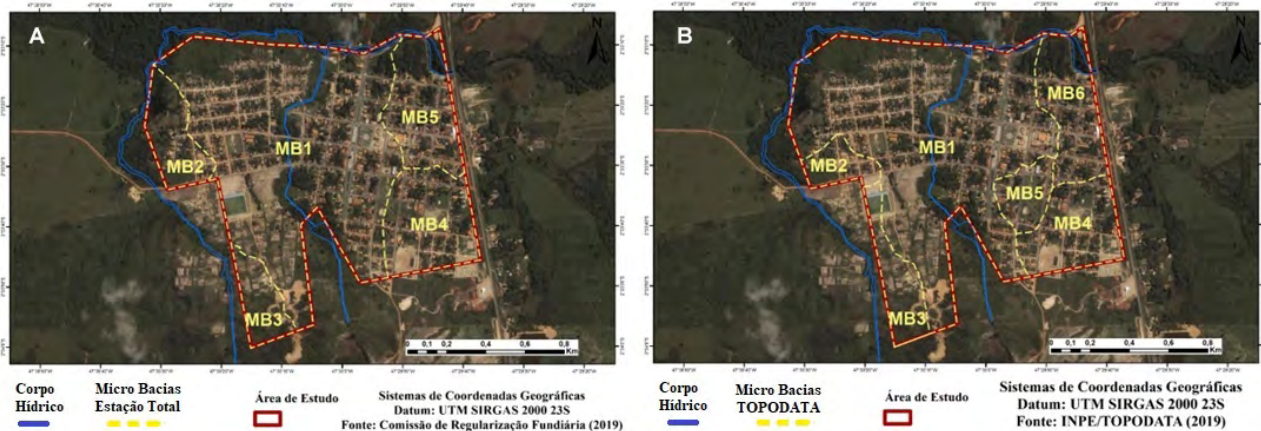 A
N
MB5
MB1
MB2
MB4
MB3
0 0,1 0,2 0,4 0,6 0,8
Km
Corpo
Hídrico
Micro Bacias
Estação Total
Área de Estudo
Sistemas de Coordenadas Geográficas
Datum: UTM SIRGAS 2000 23S
Fonte: Comissão de Regularização Fundiária (2019)
B
N
MB6
MB1
MB2
MB5
MB4
MB3
0 0,1 0,2 0,4 0,6 0,8
Km
Corpo
Hídrico
Micro Bacias
TOPODATA
Área de Estudo
Sistemas de Coordenadas Geográficas
Datum: UTM SIRGAS 2000 23S
Fonte: INPE/TOPODATA (2019)